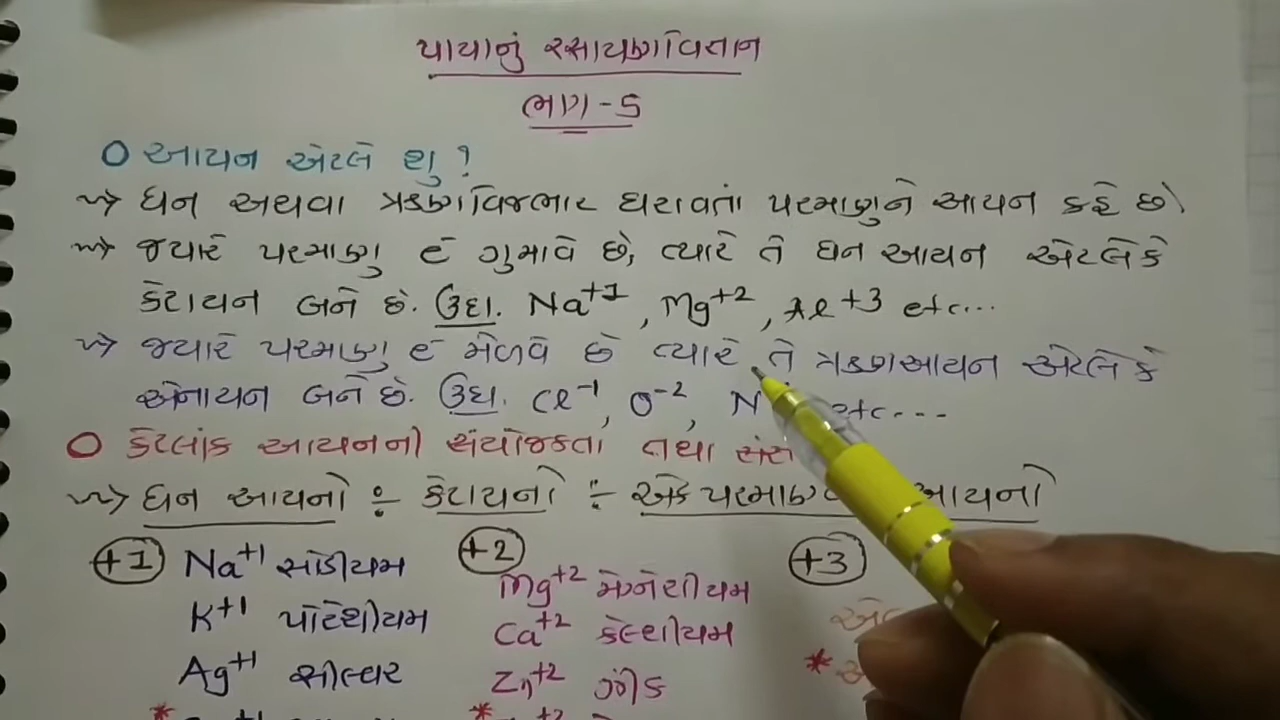 પાયાનું રસાયણવિજ્ઞાન
ભાગ-5
આયન એટલે શુ ?
ધન અથવા ઋણવિજભાર ધરાવતાં પરમાણુને આયન કહે છે.
જ્યારે પરમાણુ e⁻ ગુમાવે છે, ત્યારે તે ધન આયન એટલેકે
કેટાયન બને છે. ઉદા. Na⁺¹, Mg⁺², Al⁺³ etc...
જ્યારે પરમાણુ e⁻ મેળવે છે ત્યારે તે ઋણઆયન એટલે કે
એનાયન બને છે. ઉદા. Cl⁻¹, O⁻², N etc...
કેટલાંક આયનની સંયોજકતા તથા
ધન આયનો ÷ કેટાયનો ÷ એક આયનો
+1 Na⁺¹ સોડીયમ +2 Mg⁺² મેગ્નેશીયમ +3
K⁺¹ પોટેશીયમ Ca⁺² કેલ્શીયમ
Ag⁺¹ સીલ્વર Zn⁺² ઝીંક
* * *